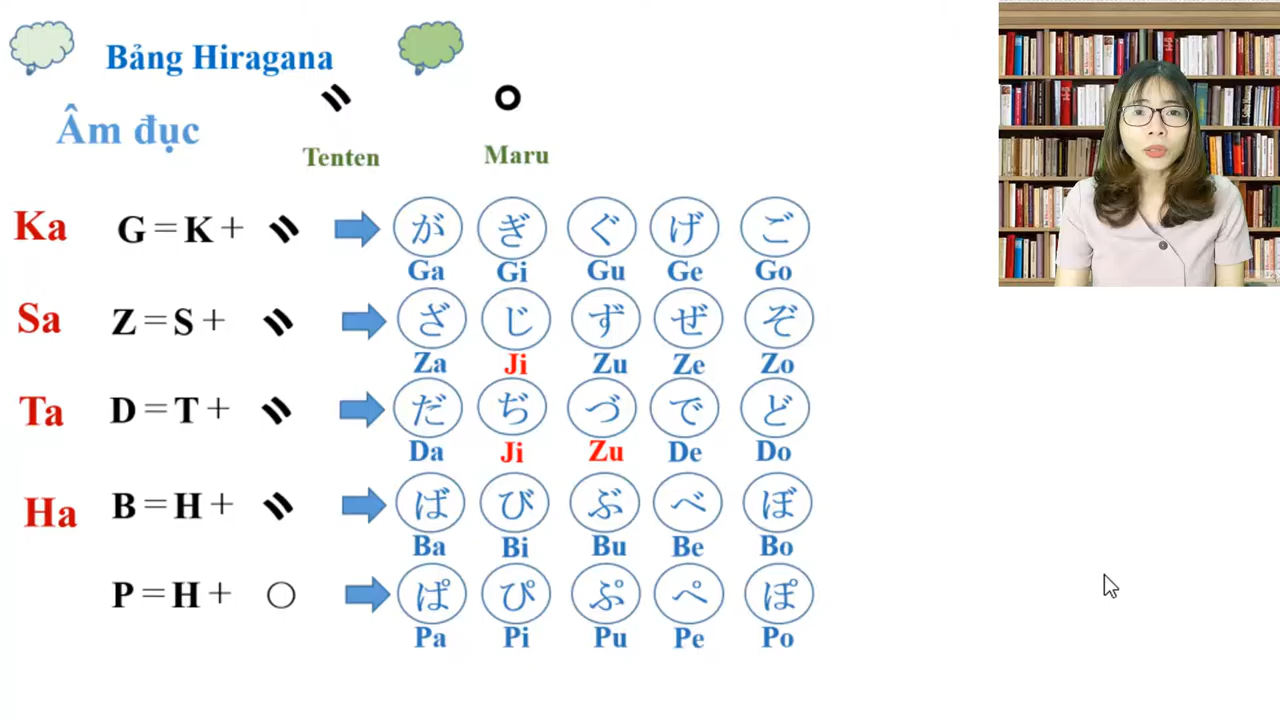 Bảng Hiragana
Âm đục
Tenten
Maru
Ka G = K + 〃 が ぎ ぐ げ ご
Ga Gi Gu Ge Go
Sa Z = S + 〃 ざ じ ず ぜ ぞ
Za Ji Zu Ze Zo
Ta D = T + 〃 だ ぢ づ で ど
Da Ji Zu De Do
Ha B = H + 〃 ば び ぶ べ ぼ
Ba Bi Bu Be Bo
P = H + ○ ぱ ぴ ぷ ぺ ぽ
Pa Pi Pu Pe Po